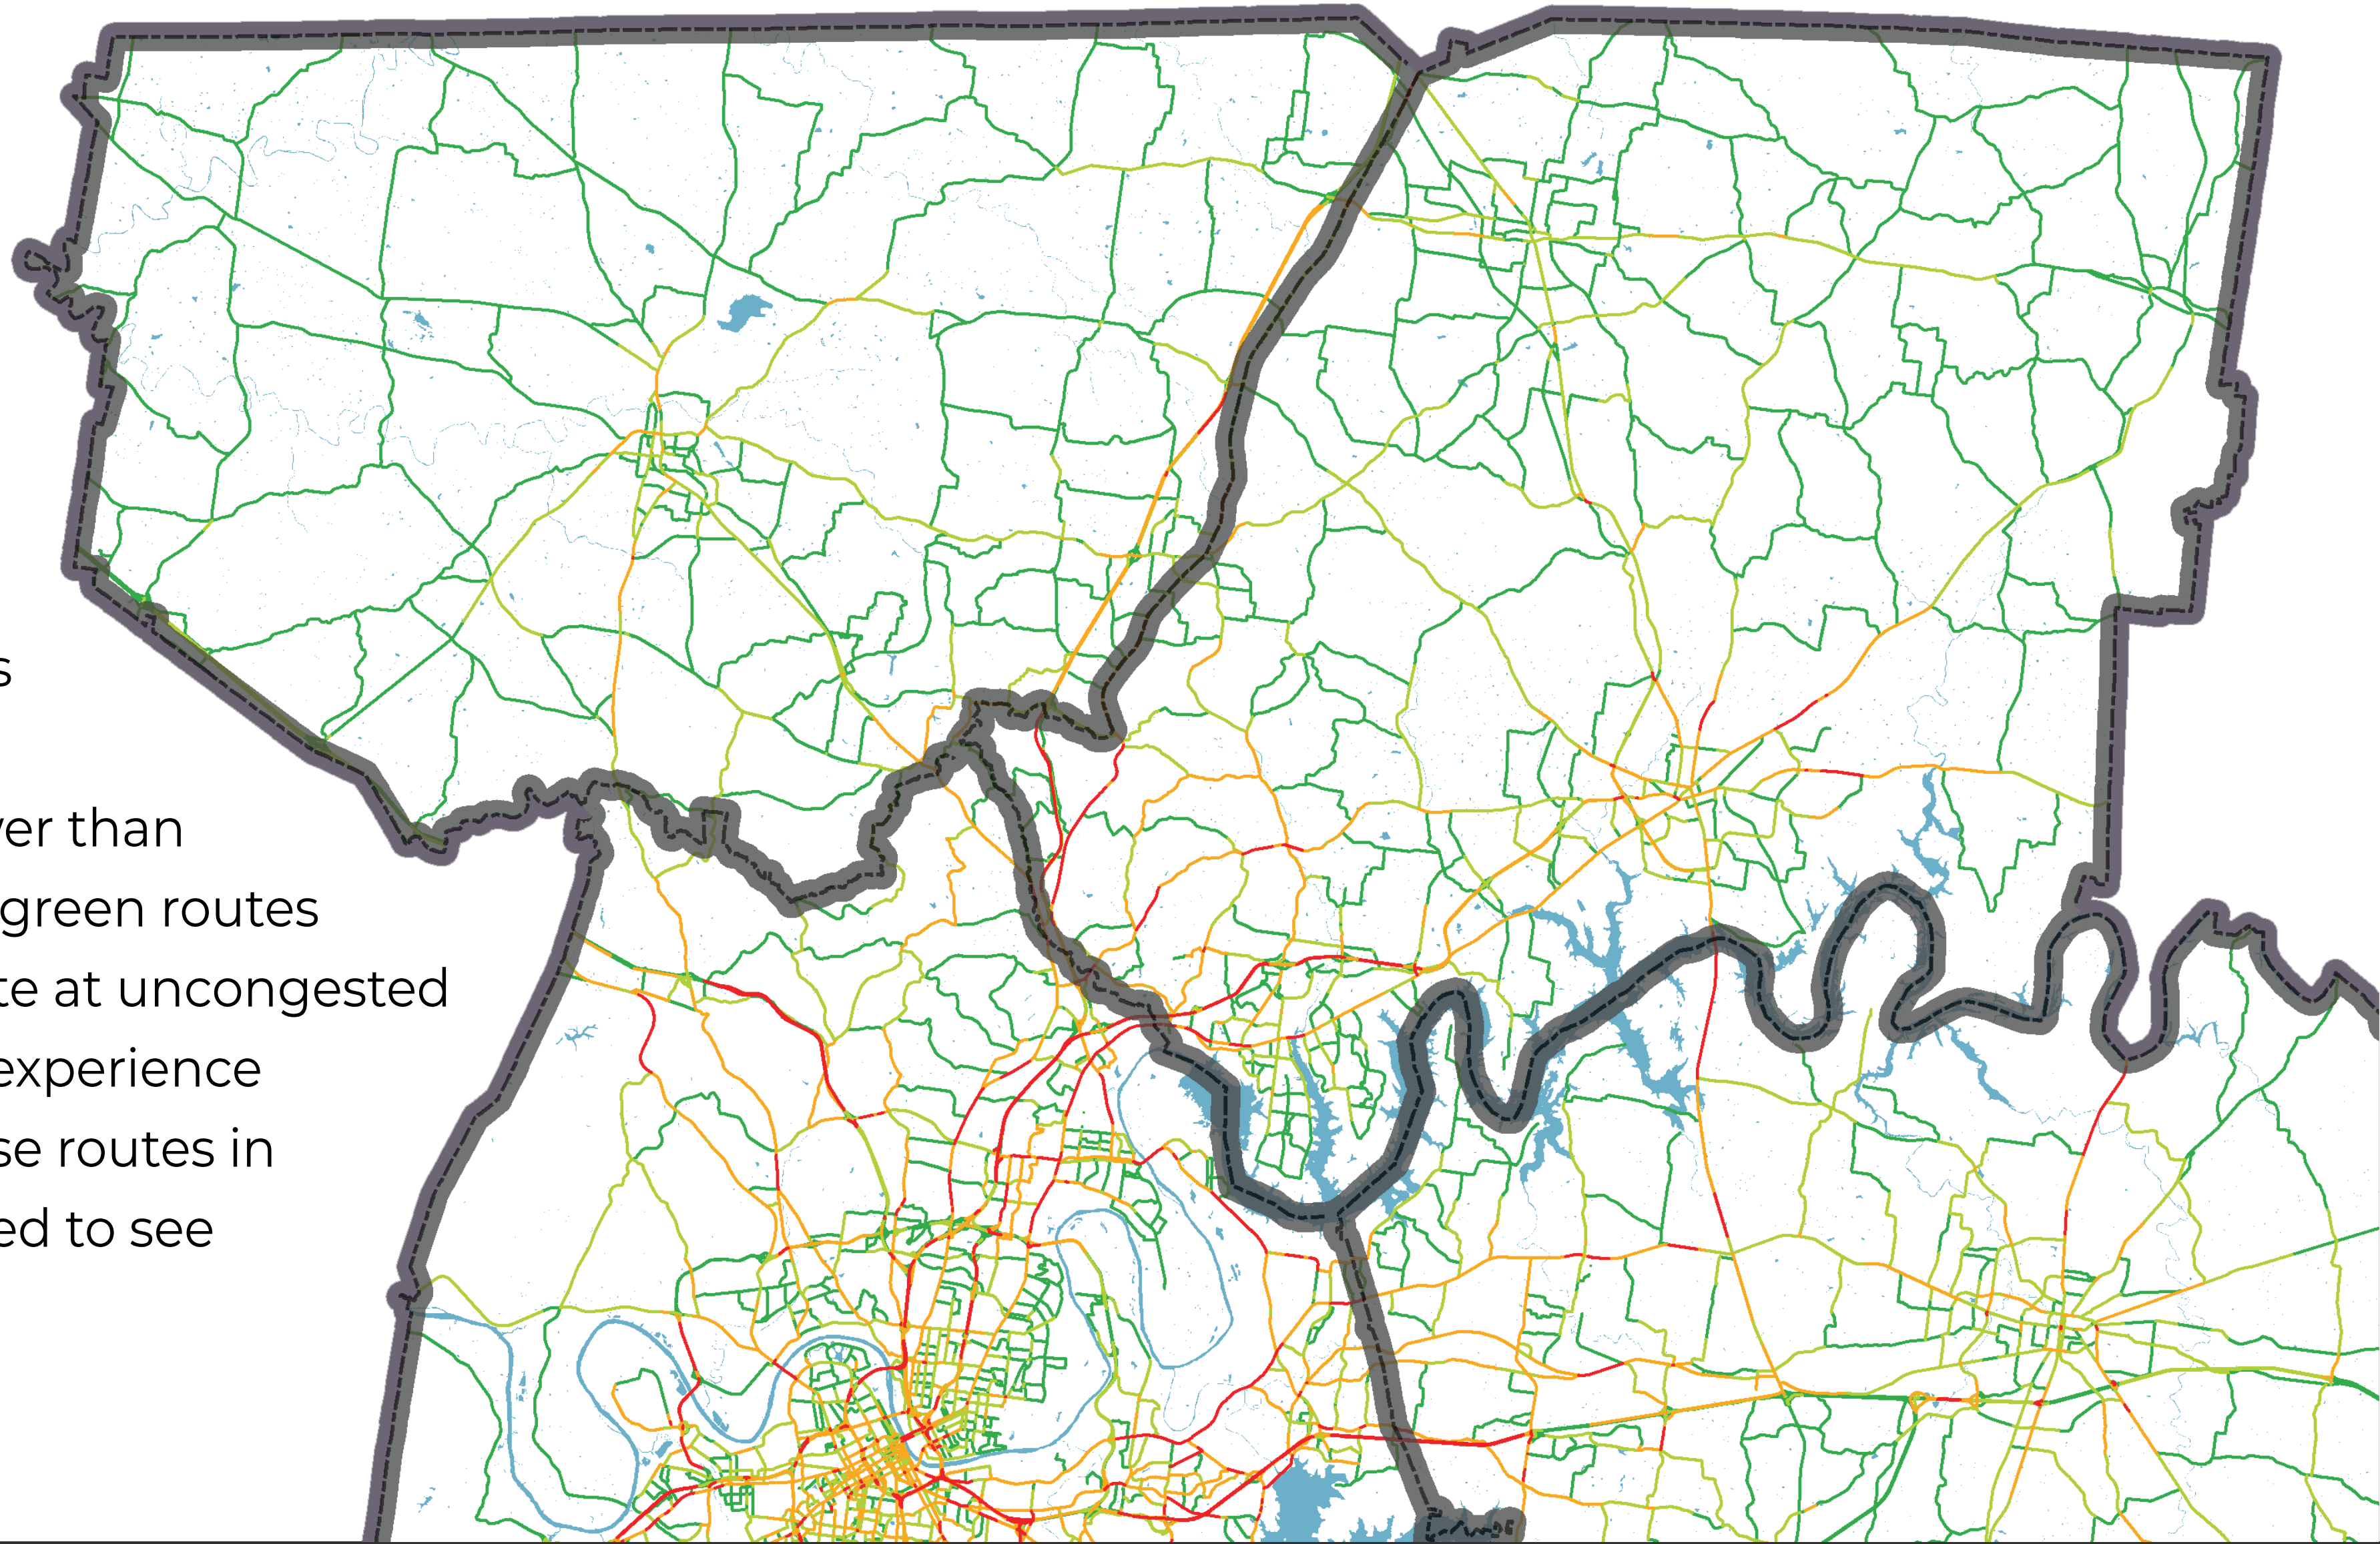 s
er than
green routes
te at uncongested
experience
se routes in
ed to see